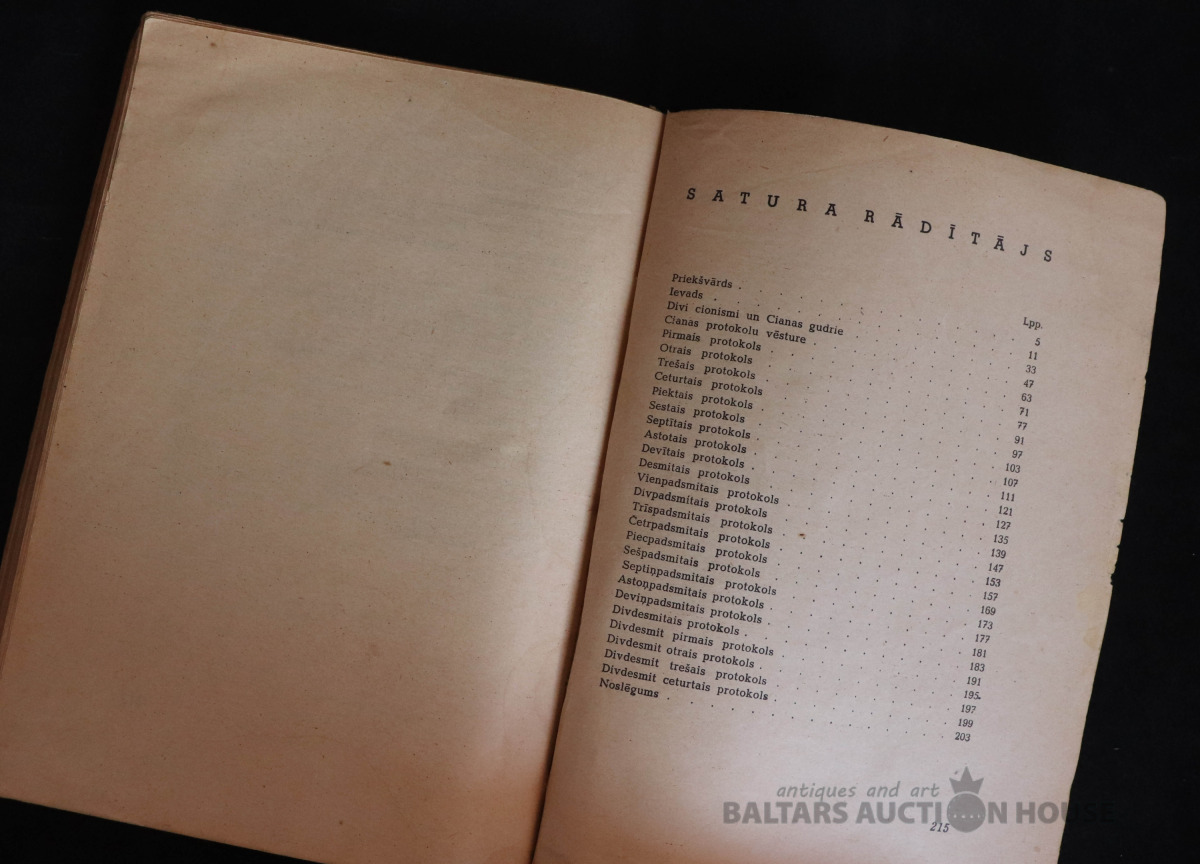 SATURA RĀDĪTĀJS
Lpp.
Priekšvārds . . . . . . . . . . 5
Ievads . . . . . . . . . . 11
Divi cionismi un Cianas gudrie . . . . . . 33
Cianas protokolu vēsture . . . . . . . 47
Pirmais protokols . . . . . . . . 63
Otrais protokols . . . . . . . . 71
Trešais protokols . . . . . . . . 77
Ceturtais protokols . . . . . . . . 91
Piektais protokols . . . . . . . . 97
Sestais protokols . . . . . . . . 103
Septītais protokols . . . . . . . . 107
Astotais protokols . . . . . . . . 111
Devītais protokols . . . . . . . . 121
Desmitais protokols . . . . . . . . 127
Vienpadsmitais protokols . . . . . . . 135
Divpadsmitais protokols . . . . . . . 139
Trīspadsmitais protokols . . . . . . . 147
Četrpadsmitais protokols . . . . . . . 153
Piecpadsmitais protokols . . . . . . . 157
Sešpadsmitais protokols . . . . . . . 169
Septiņpadsmitais protokols . . . . . . . 173
Astoņpadsmitais protokols . . . . . . . 177
Deviņpadsmitais protokols . . . . . . . 181
Divdesmitais protokols . . . . . . . . 183
Divdesmit pirmais protokols . . . . . . . 191
Divdesmit otrais protokols . . . . . . . 195
Divdesmit trešais protokols . . . . . . . 197
Divdesmit ceturtais protokols . . . . . . . 199
Noslēgums . . . . . . . . . . 203
antiques and art
BALTARS AUCTION HOUSE
215